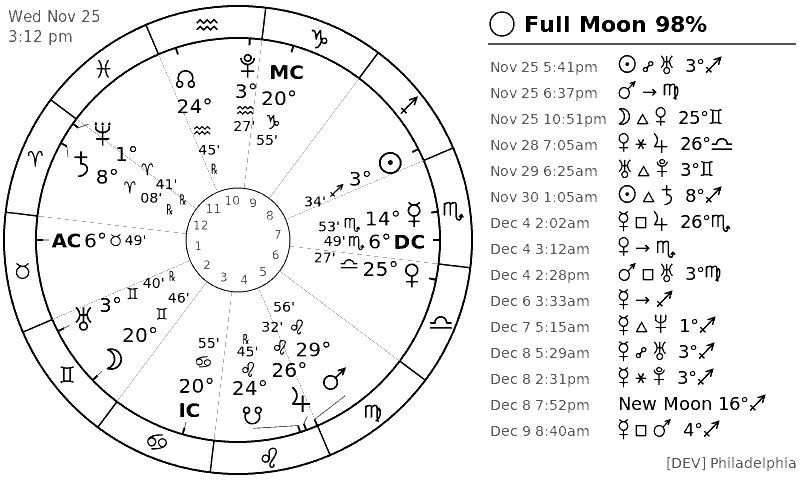 Wed Nov 25
3:12 pm
♒
♑
♐
♏
♎
♍
♌
♋
♊
♉
♈
♓
♇ 3° ♒ 27'
MC 20° ♑ 55'
☊ 24° ♒ 45' ℞
♆ 1° ♈ 41' ℞
♄ 8° ♈ 08' ℞
AC 6° ♉ 49'
♅ 3° ♊ 40' ℞
☽ 20° ♊ 46'
IC 20° ♋ 55'
☋ 24° ♌ 45' ℞
♃ 26° ♌ 32'
♂ 29° ♌ 56'
♀ 25° ♎ 27'
DC 6° ♏ 49'
☿ 14° ♏ 53'
☉ 3° ♐ 34'
1
2
3
4
5
6
7
8
9
10
11
12
Full Moon 98%
Nov 25 5:41pm ☉ ☍ ♅ 3°♐
Nov 25 6:37pm ♂ → ♍
Nov 25 10:51pm ☽ △ ♀ 25°♊
Nov 28 7:05am ♀ ⚹ ♃ 26°♎
Nov 29 6:25am ♅ △ ♇ 3°♊
Nov 30 1:05am ☉ △ ♄ 8°♐
Dec 4 2:02am ☿ □ ♃ 26°♏
Dec 4 3:12am ♀ → ♏
Dec 4 2:28pm ♂ □ ♅ 3°♍
Dec 6 3:33am ☿ → ♐
Dec 7 5:15am ☿ △ ♆ 1°♐
Dec 8 5:29am ☿ ☍ ♅ 3°♐
Dec 8 2:31pm ☿ ⚹ ♇ 3°♐
Dec 8 7:52pm New Moon 16°♐
Dec 9 8:40am ☿ □ ♂ 4°♐
[DEV] Philadelphia